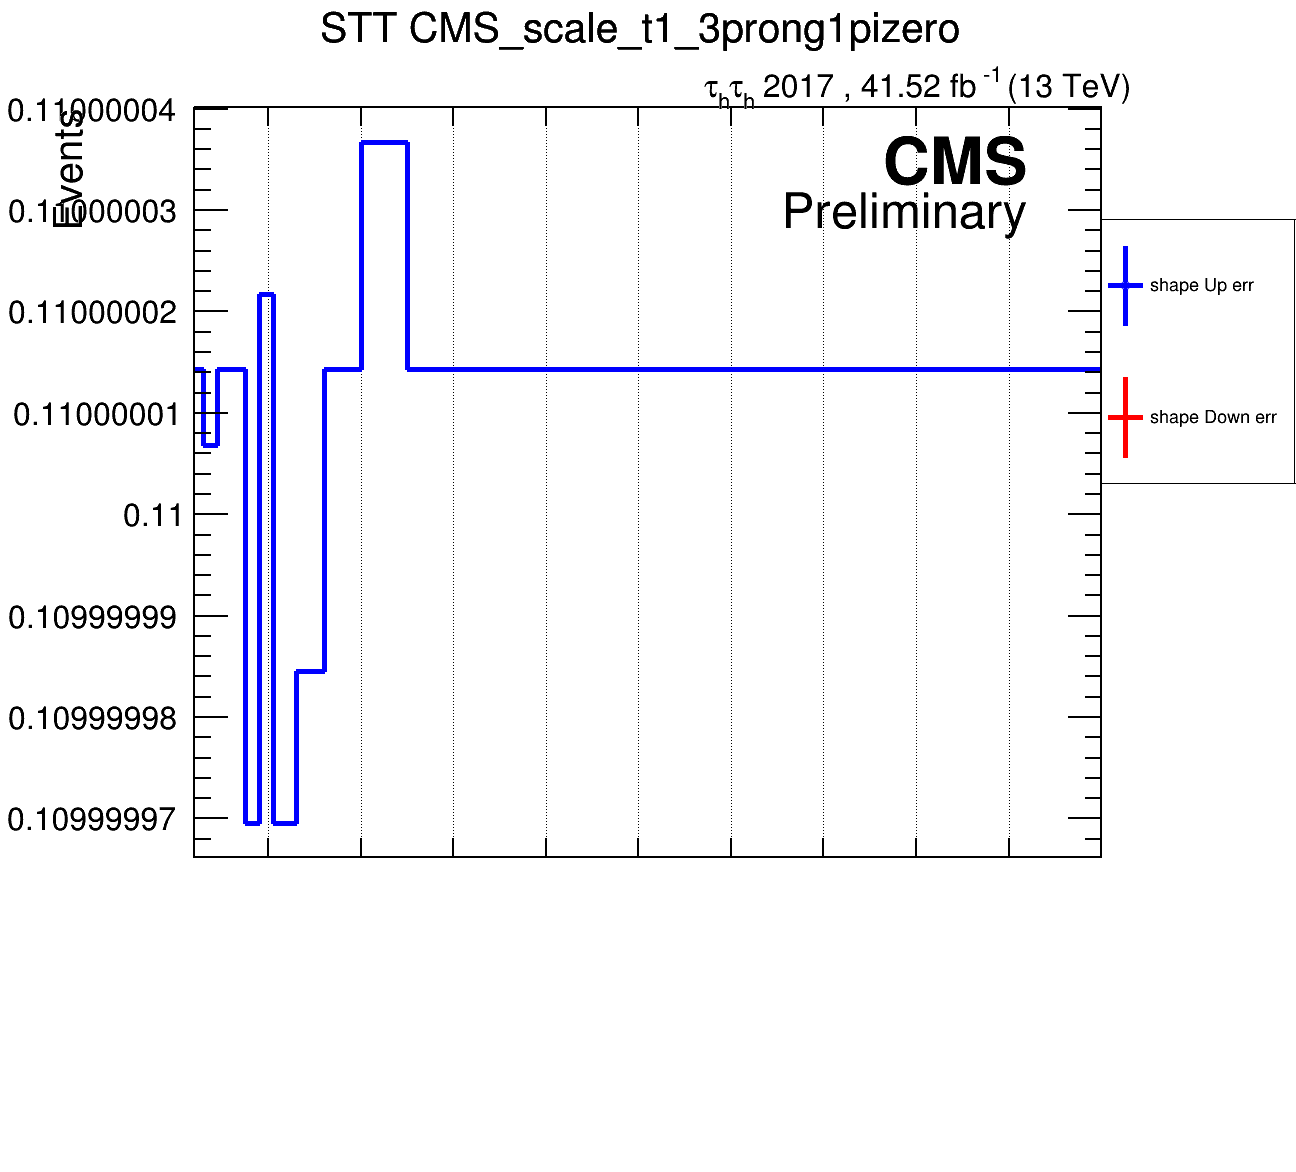 STT CMS_scale_t1_3prong1pizero
τhτh 2017 , 41.52 fb -1 (13 TeV)
Events
0.11000004
0.11000003
0.11000002
0.11000001
0.11
0.10999999
0.10999998
0.10999997
CMS
Preliminary
shape Up err
shape Down err